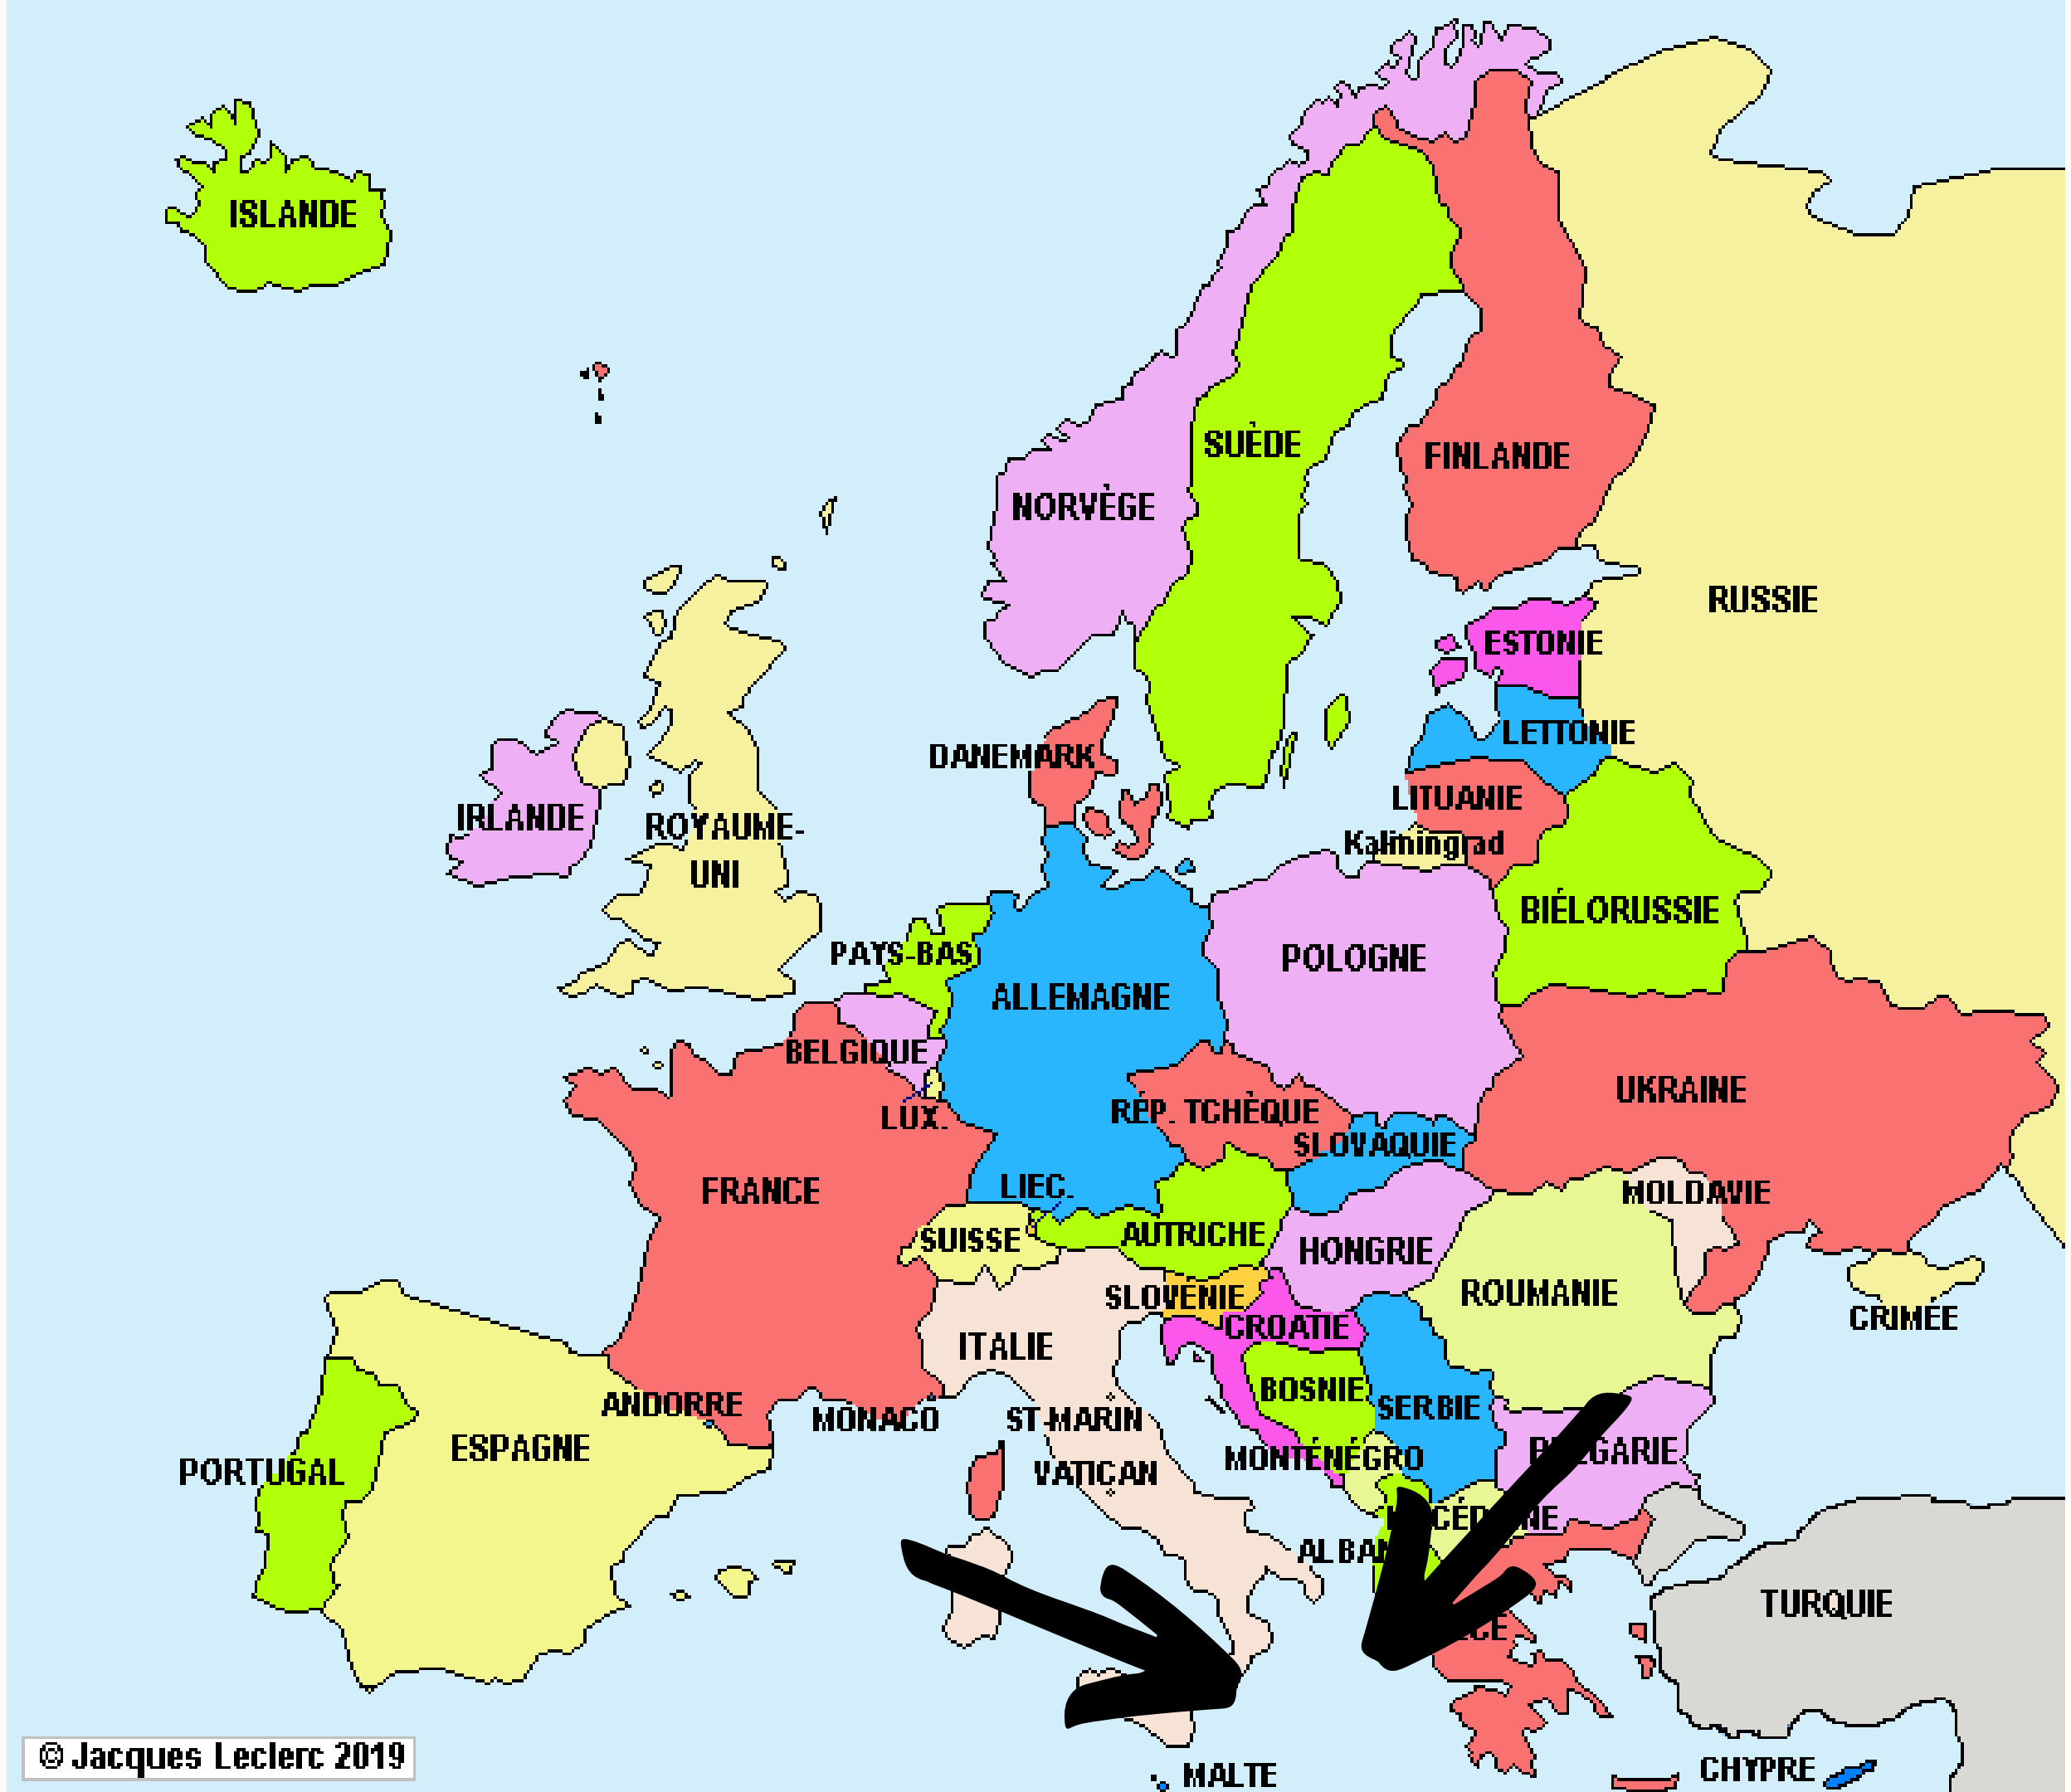 ISLANDE
SUÈDE
FINLANDE
NORVÈGE
RUSSIE
ESTONIE
LETTONIE
DANEMARK
LITUANIE
IRLANDE
ROYAUME-
UNI
Kaliningrad
BIÉLORUSSIE
PAYS-BAS
POLOGNE
ALLEMAGNE
BELGIQUE
UKRAINE
LUX.
RÉP. TCHÈQUE
SLOVAQUIE
FRANCE
LIEC.
MOLDAVIE
SUISSE
AUTRICHE
HONGRIE
SLOVÉNIE
ROUMANIE
CRIMÉE
CROATIE
ITALIE
BOSNIE
ANDORRE
MONACO
ST-MARIN
SERBIE
ESPAGNE
MONTÉNÉGRO
PORTUGAL
VATICAN
TURQUIE
© Jacques Leclerc 2019
MALTE
CHYPRE